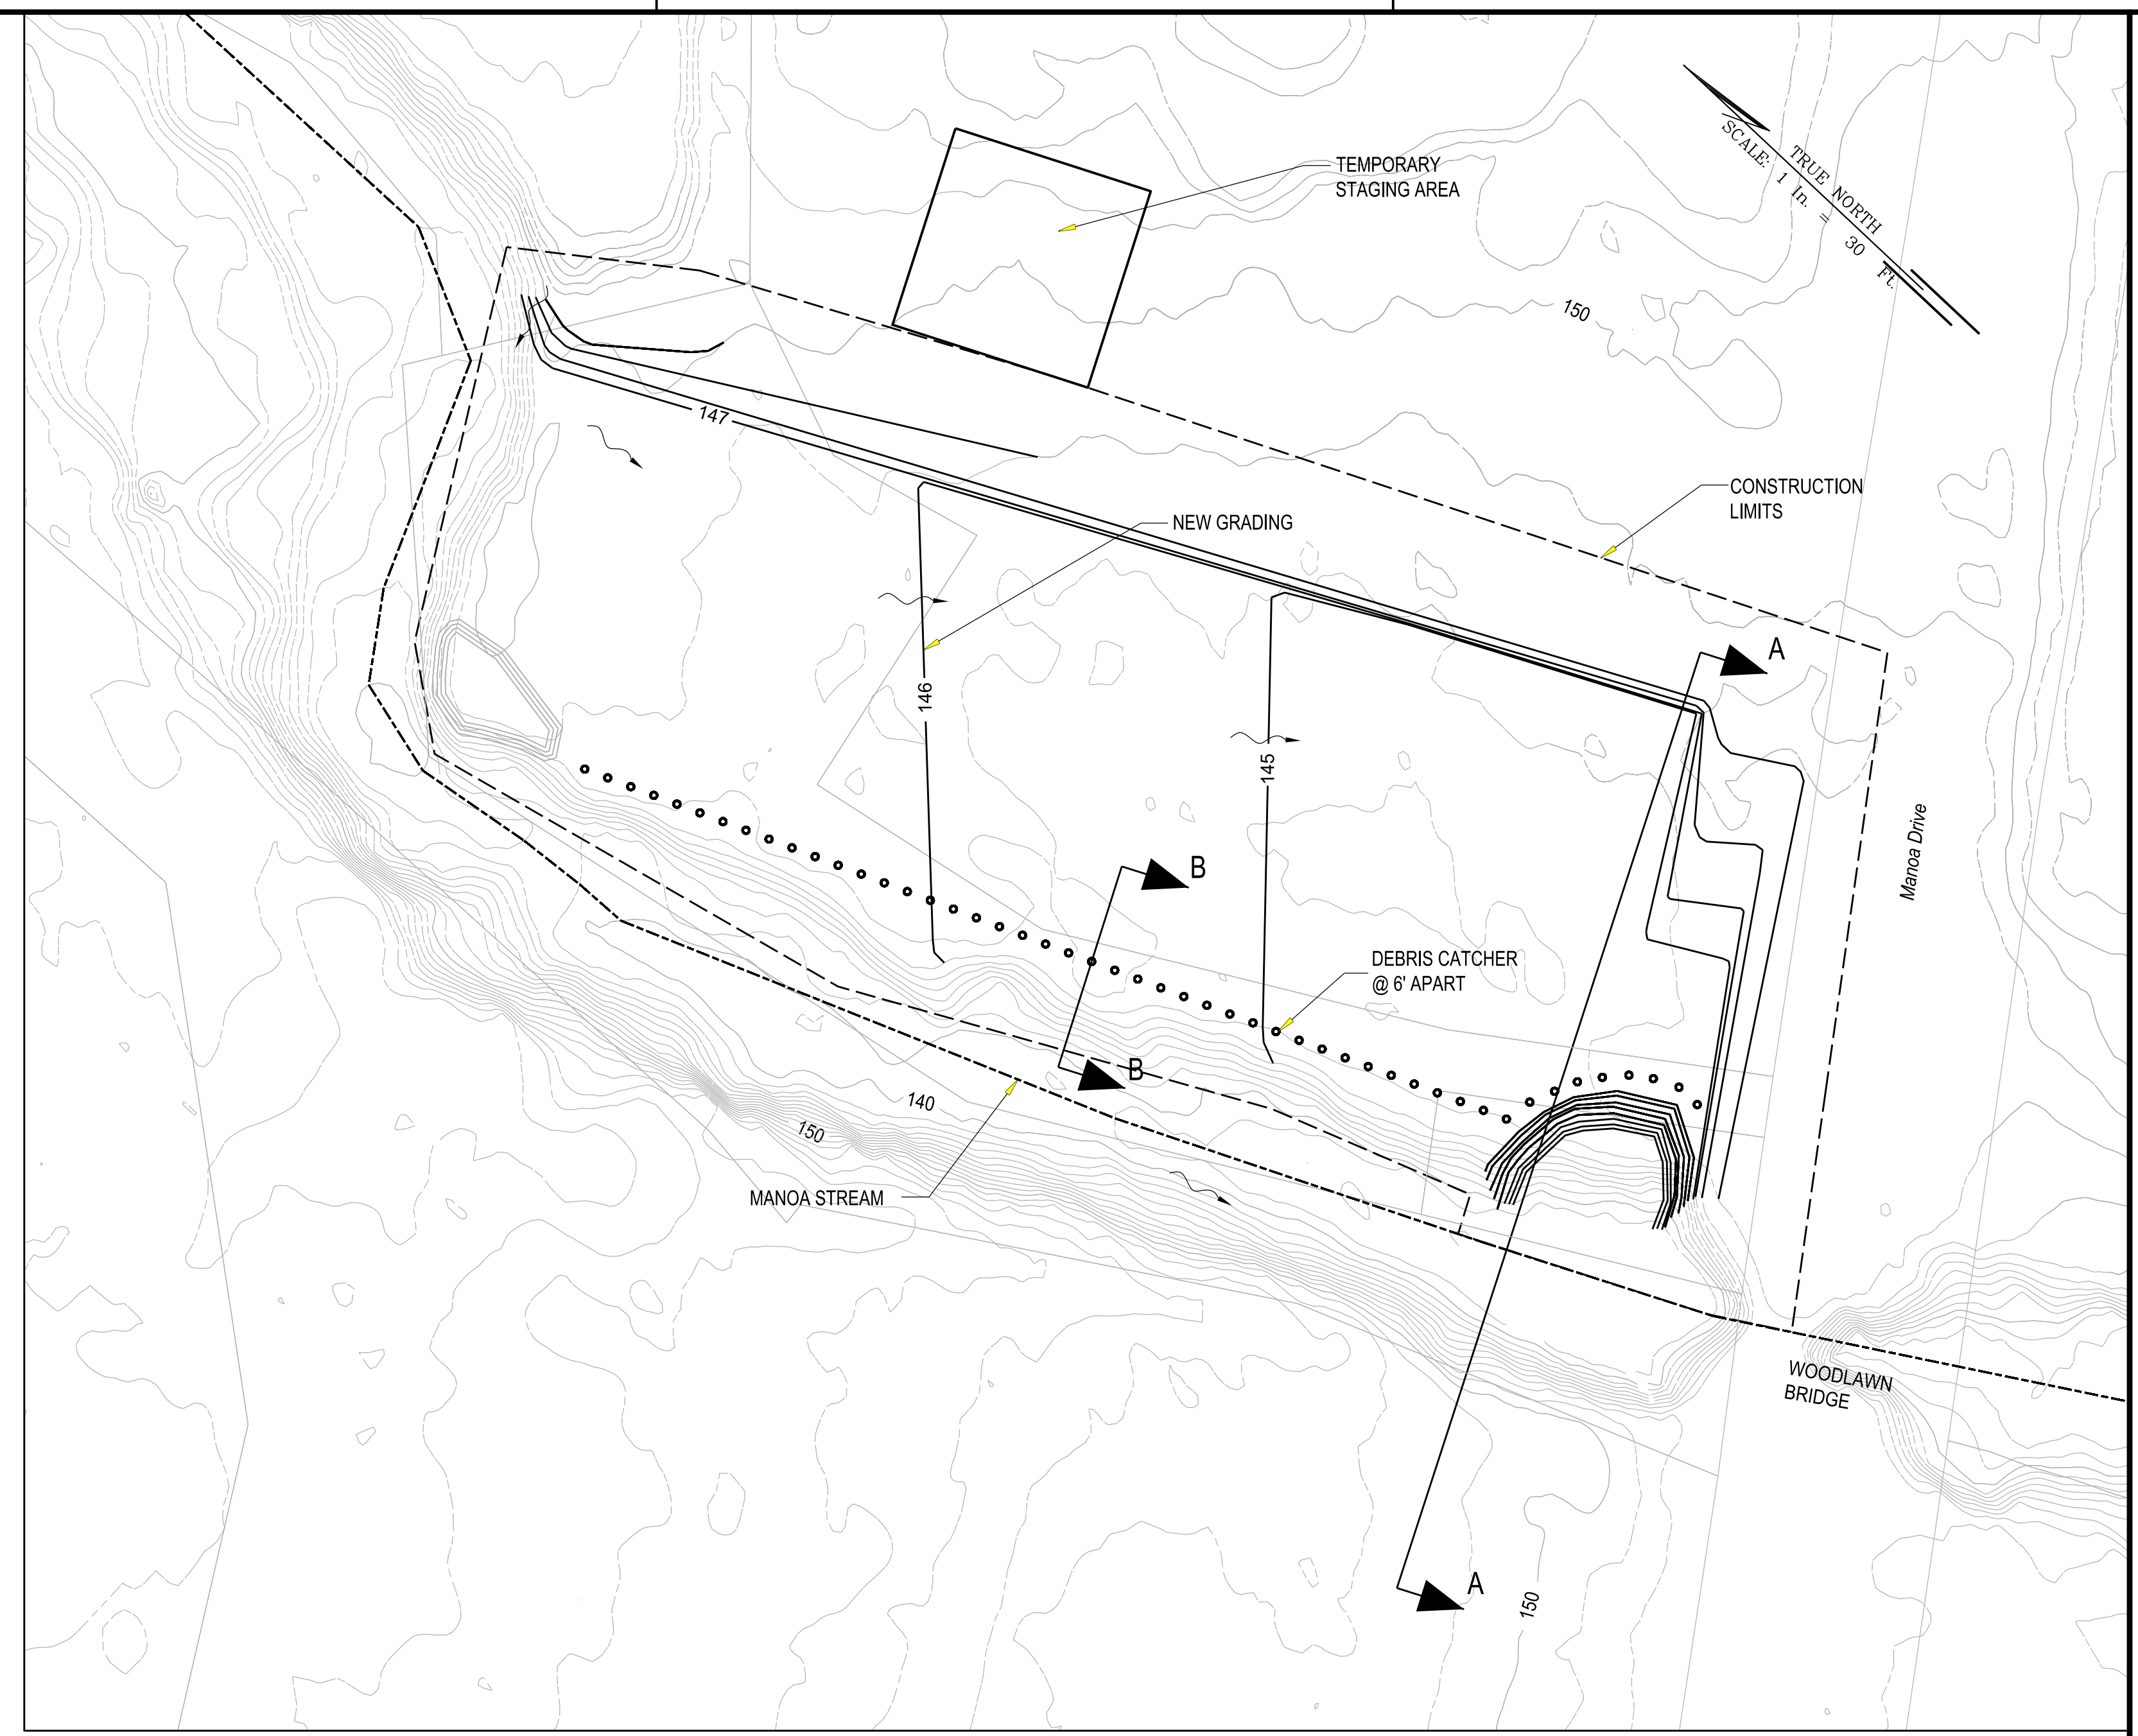 TEMPORARY
STAGING AREA
TRUE NORTH
SCALE: 1 In. = 30 Ft.
150
147
CONSTRUCTION
LIMITS
NEW GRADING
A
146
145
Manoa Drive
B
DEBRIS CATCHER
@ 6' APART
B
140
150
MANOA STREAM
WOODLAWN
BRIDGE
A
150